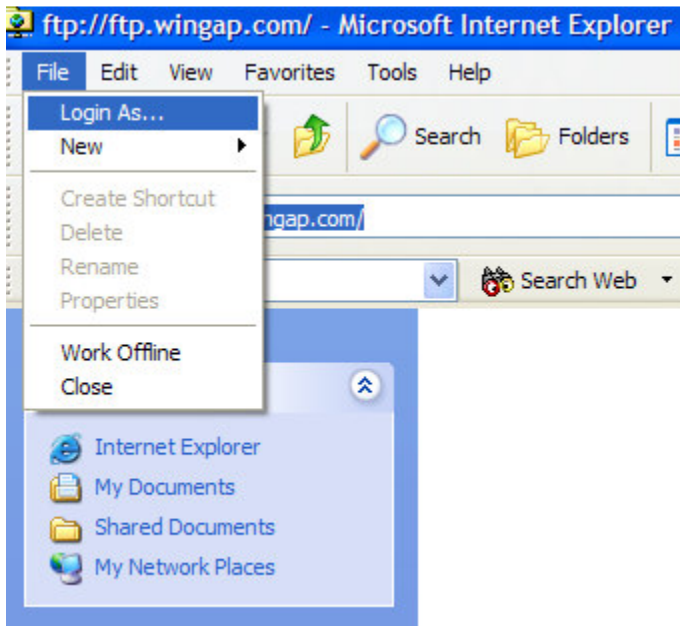 ftp://ftp.wingap.com/ - Microsoft Internet Explorer
File Edit View Favorites Tools Help
Login As...
New
Search Folders
Create Shortcut
ngap.com/
Delete
Rename
Search Web
Properties
Work Offline
Close
Internet Explorer
My Documents
Shared Documents
My Network Places